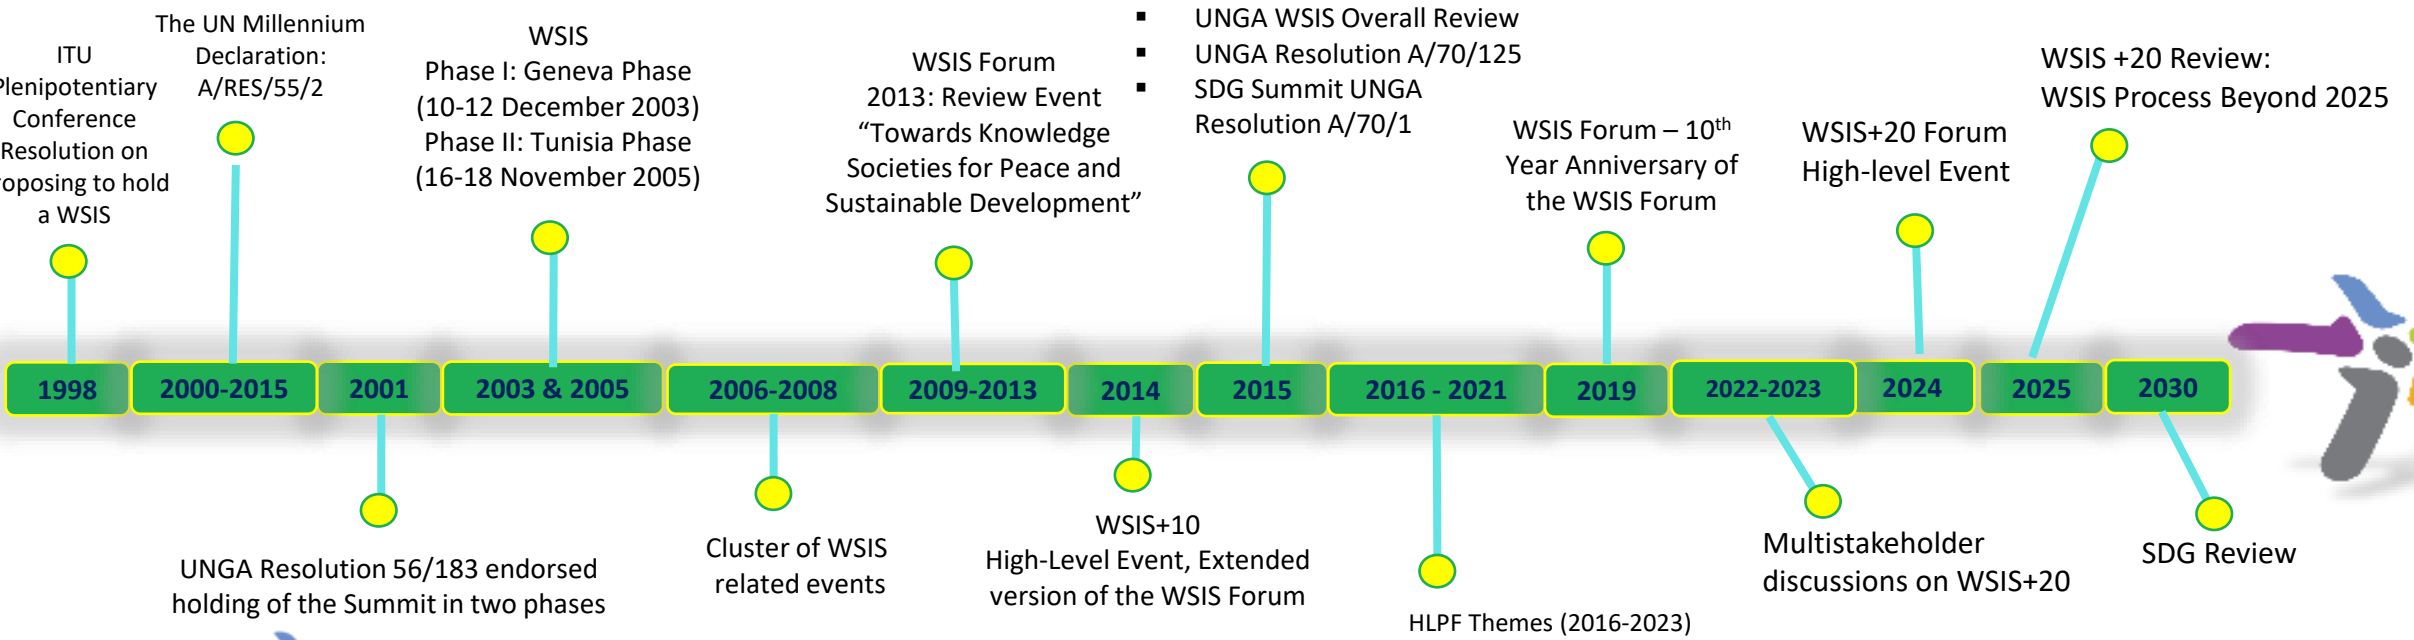 ITU
Plenipotentiary
Conference
Resolution on
proposing to hold
a WSIS
The UN Millennium
Declaration:
A/RES/55/2
WSIS
Phase I: Geneva Phase
(10-12 December 2003)
Phase II: Tunisia Phase
(16-18 November 2005)
WSIS Forum
2013: Review Event
“Towards Knowledge
Societies for Peace and
Sustainable Development”
▪ UNGA WSIS Overall Review
▪ UNGA Resolution A/70/125
▪ SDG Summit UNGA
Resolution A/70/1
WSIS Forum – 10th
Year Anniversary of
the WSIS Forum
WSIS+20 Forum
High-level Event
WSIS +20 Review:
WSIS Process Beyond 2025
1998
2000-2015
2001
2003 & 2005
2006-2008
2009-2013
2014
2015
2016 - 2021
2019
2022-2023
2024
2025
2030
UNGA Resolution 56/183 endorsed
holding of the Summit in two phases
Cluster of WSIS
related events
WSIS+10
High-Level Event, Extended
version of the WSIS Forum
HLPF Themes (2016-2023)
Multistakeholder
discussions on WSIS+20
SDG Review